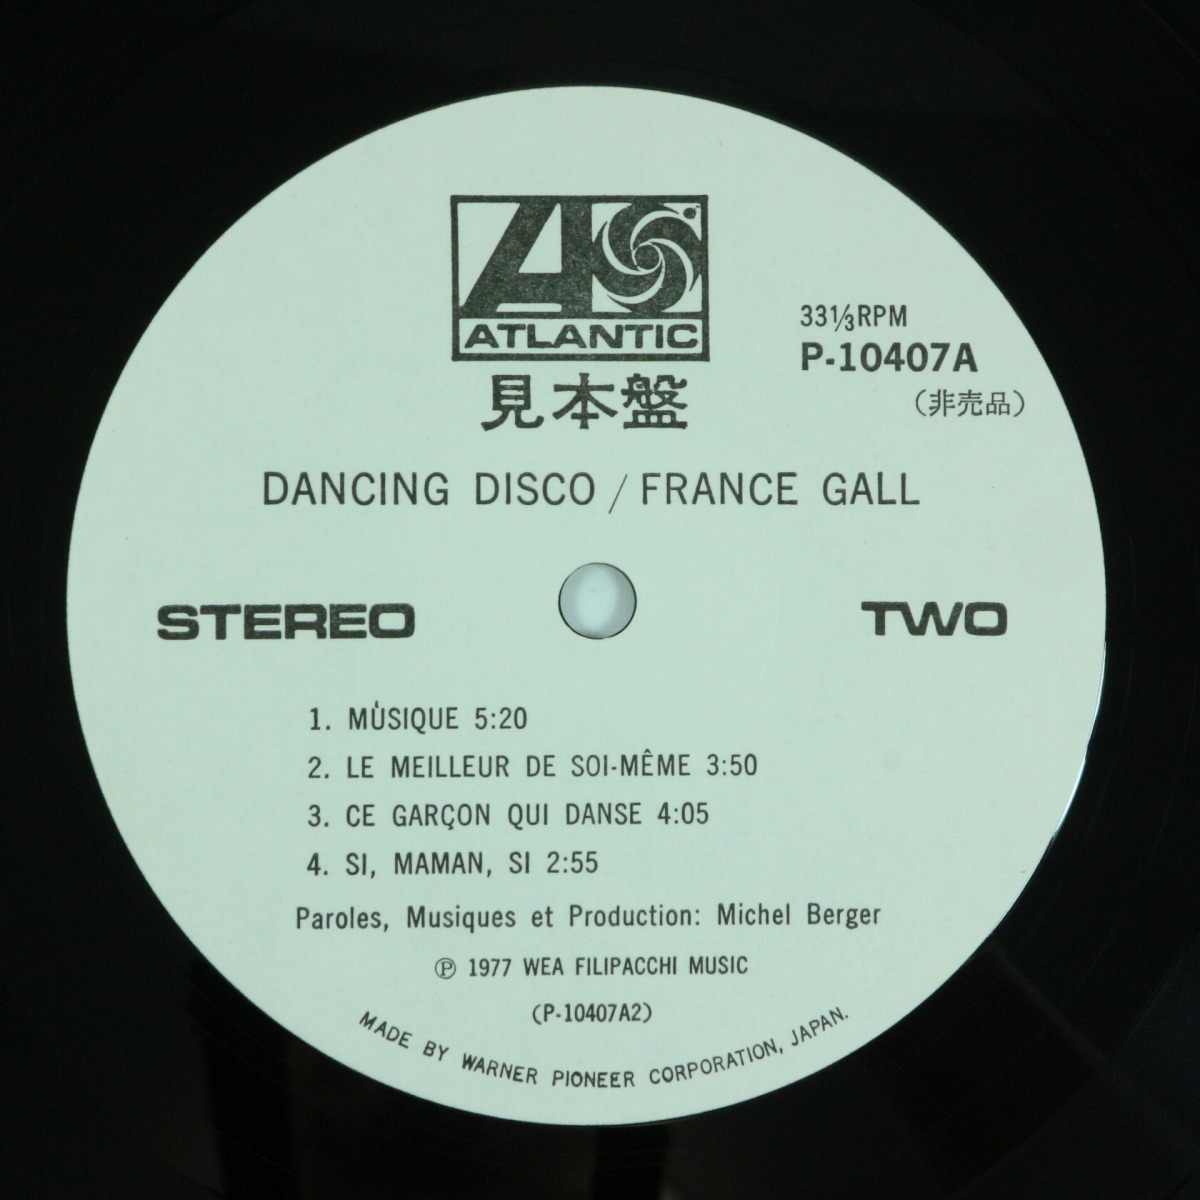 ATLANTIC
見本盤
33⅓RPM
P-10407A
(非売品)
DANCING DISCO / FRANCE GALL
STEREO
TWO
1. MÙSIQUE 5:20
2. LE MEILLEUR DE SOI-MÊME 3:50
3. CE GARÇON QUI DANSE 4:05
4. SI, MAMAN, SI 2:55
Paroles, Musiques et Production: Michel Berger
Ⓟ 1977 WEA FILIPACCHI MUSIC
(P-10407A2)
MADE BY WARNER PIONEER CORPORATION, JAPAN.